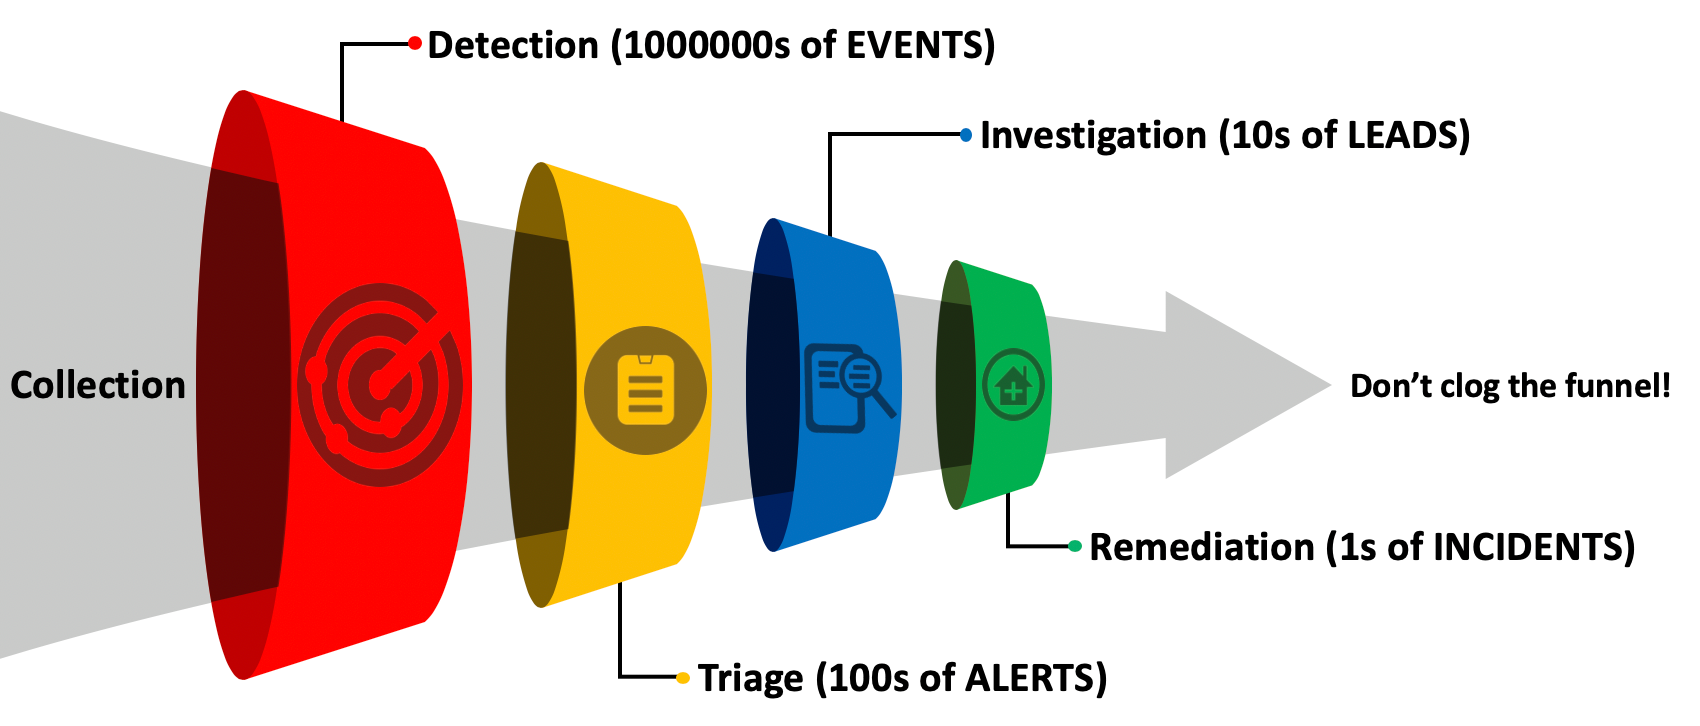 Detection (1000000s of EVENTS)
Investigation (10s of LEADS)
Collection
Don’t clog the funnel!
Remediation (1s of INCIDENTS)
Triage (100s of ALERTS)